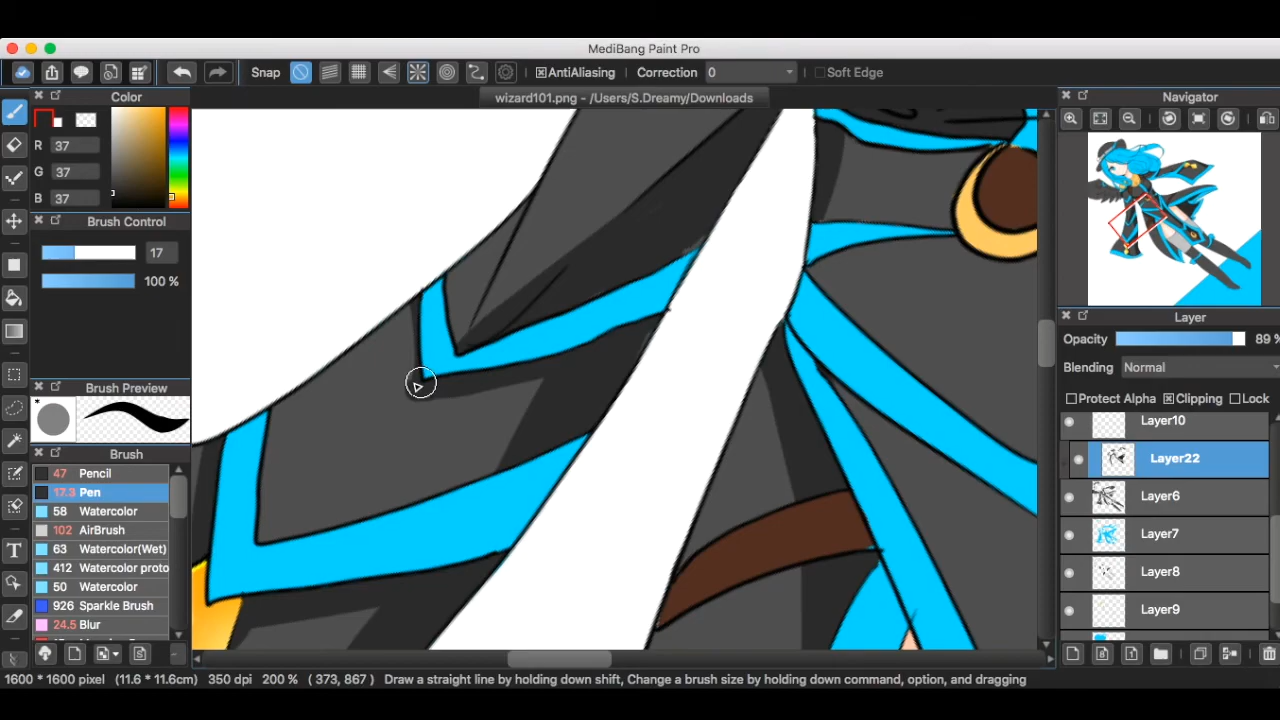 MediBang Paint Pro
Snap AntiAliasing Correction 0 Soft Edge
Color wizard101.png - /Users/S.Dreamy/Downloads Navigator
R 37
G 37
B 37
Brush Control
17
100 %
Layer
Opacity 89 %
Blending Normal
Protect Alpha Clipping Lock
Brush Preview
Layer10
Layer22
Layer6
Layer7
Layer8
Layer9
Brush
47 Pencil
17.3 Pen
58 Watercolor
102 AirBrush
63 Watercolor(Wet)
412 Watercolor proto
50 Watercolor
926 Sparkle Brush
24.5 Blur
T
1600 * 1600 pixel (11.6 * 11.6cm) 350 dpi 200 % ( 373, 867 ) Draw a straight line by holding down shift, Change a brush size by holding down command, option, and dragging